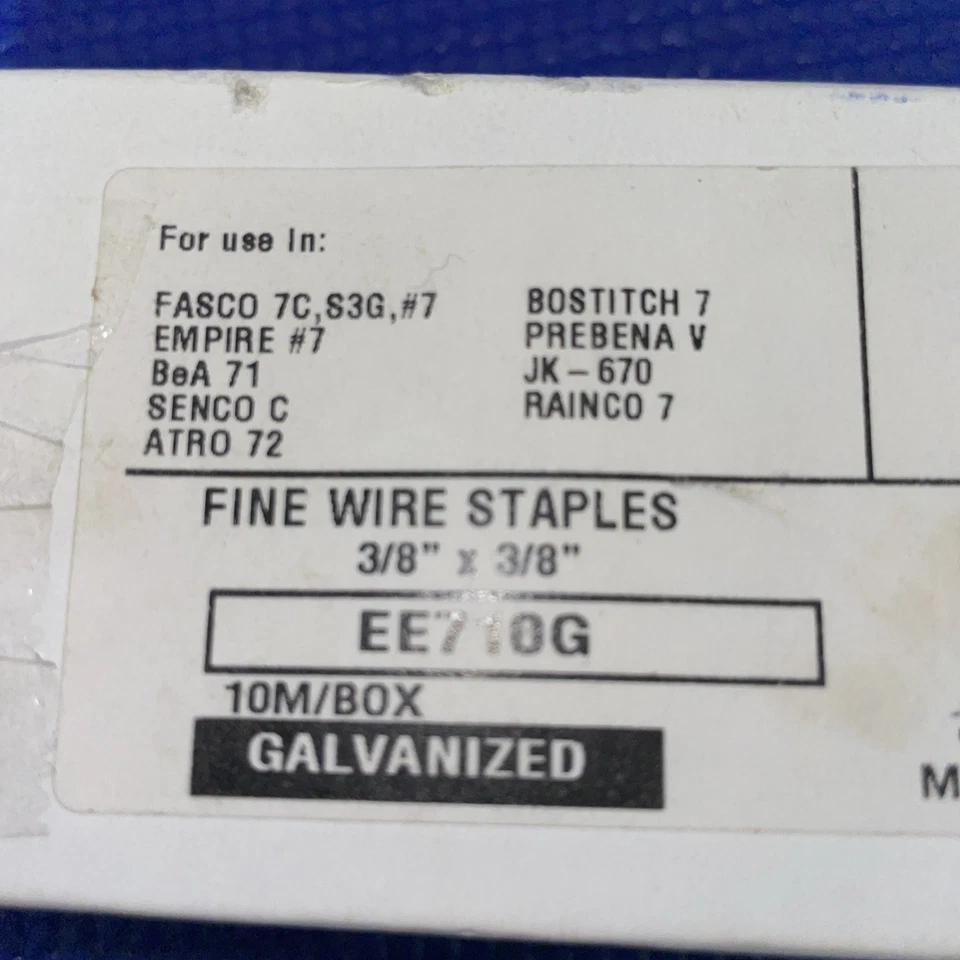 For use In:
FASCO 7C,S3G,#7
EMPIRE #7
BeA 71
SENCO C
ATRO 72
BOSTITCH 7
PREBENA V
JK – 670
RAINCO 7
FINE WIRE STAPLES
3/8" x 3/8"
EE710G
10M/BOX
GALVANIZED
M